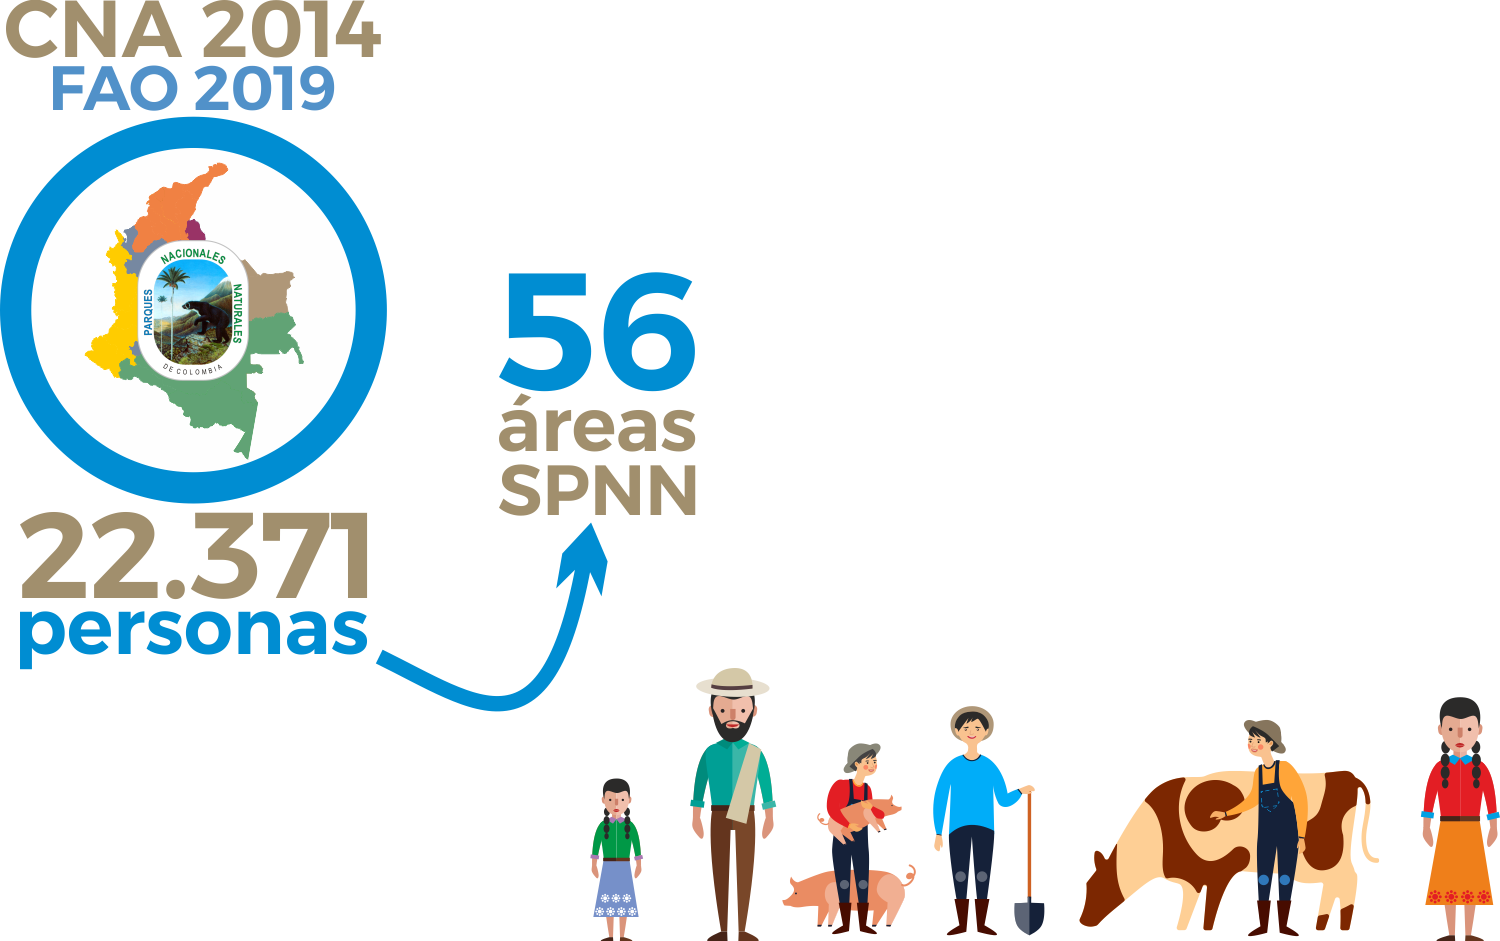 CNA 2014
FAO 2019
PARQUES
NACIONALES
NATURALES
DE COLOMBIA
22.371
personas
56
áreas
SPNN